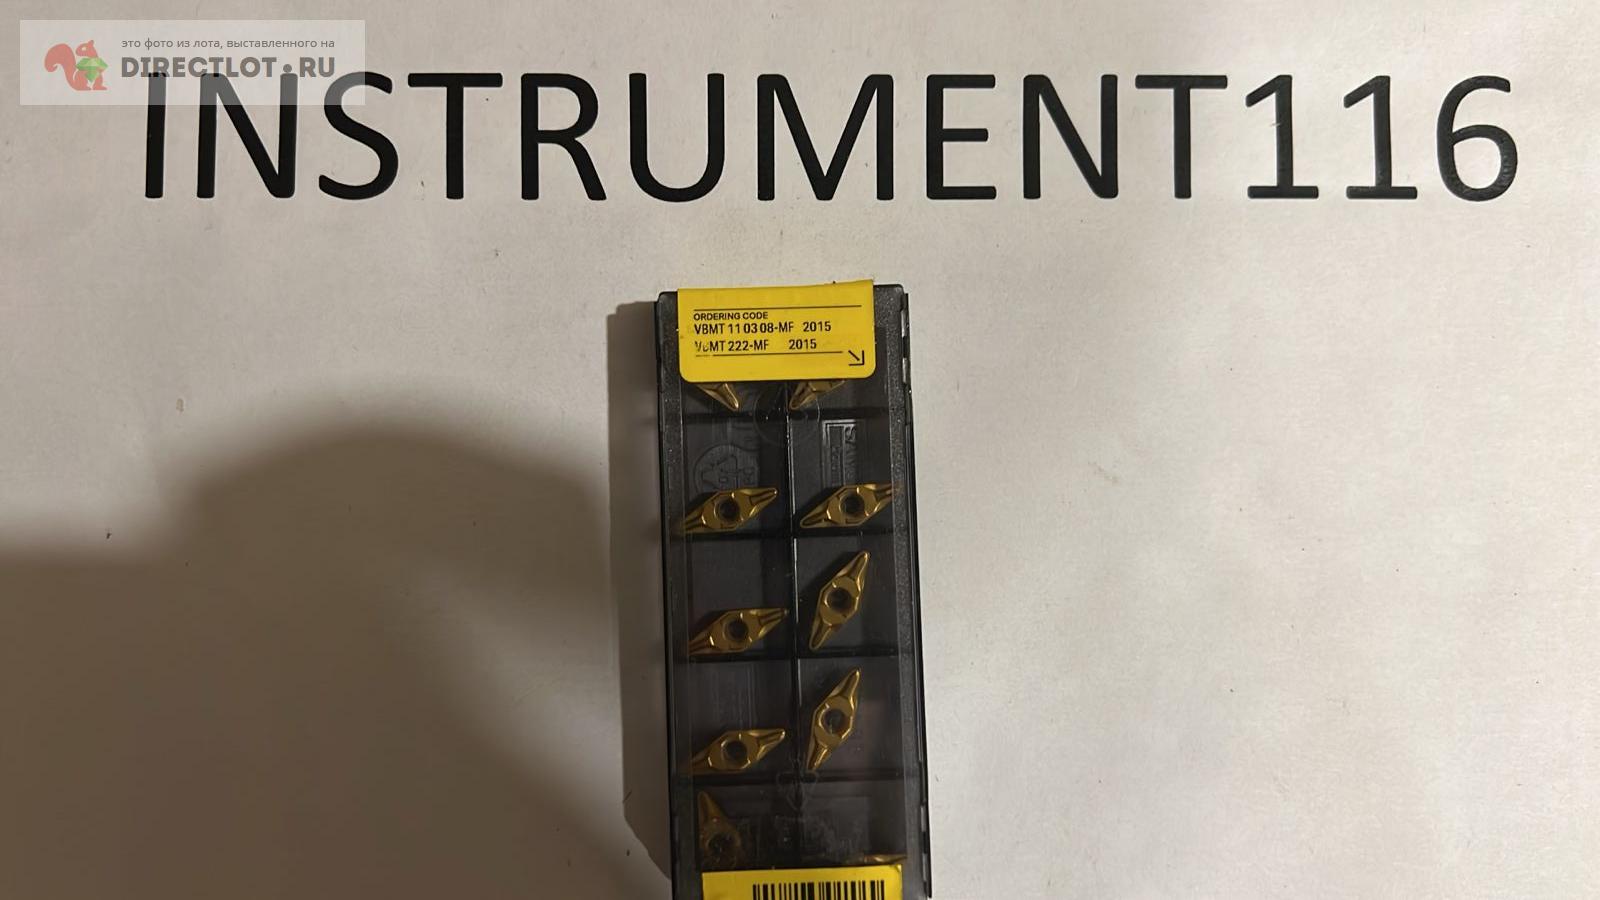 это фото из лота, выставленного на
DIRECTLOT.RU
INSTRUMENT116
ORDERING CODE
VBMT 11 03 08-MF 2015
VBMT 222-MF 2015